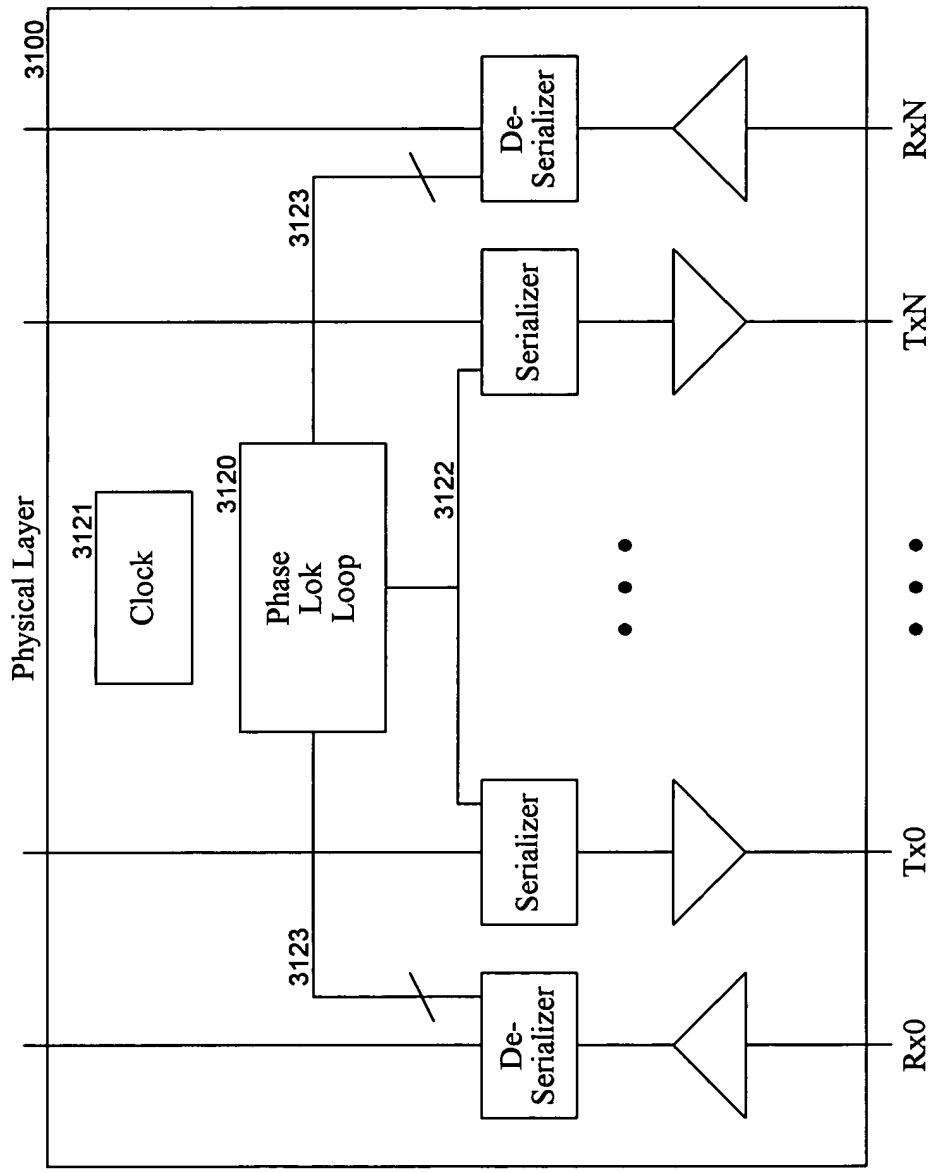 Physical Layer
3100
3121
Clock
3120
Phase
Lok
Loop
3123
3123
3122
De-
Serializer
Serializer
Serializer
De-
Serializer
Rx0
Tx0
TxN
RxN